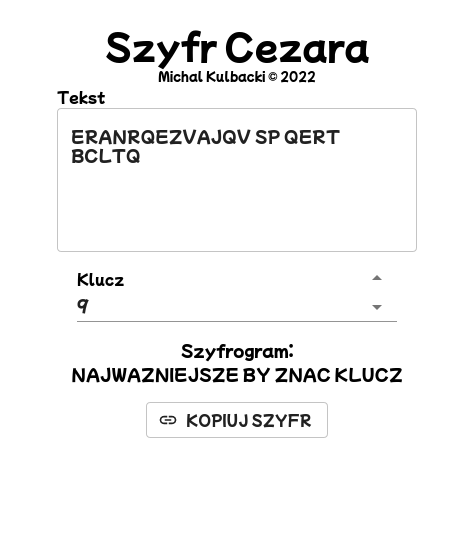 Szyfr Cezara
Michal Kulbacki © 2022
Tekst
ERANRQEZVAJQV SP QERT
BCLTQ
Klucz
9
Szyfrogram:
NAJWAZNIEJSZE BY ZNAC KLUCZ
KOPIUJ SZYFR